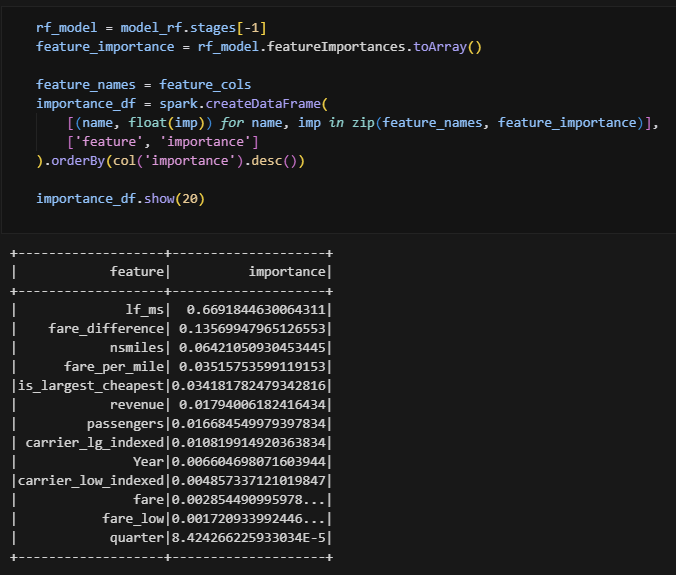 rf_model = model_rf.stages[-1]
feature_importance = rf_model.featureImportances.toArray()
feature_names = feature_cols
importance_df = spark.createDataFrame(
    [(name, float(imp)) for name, imp in zip(feature_names, feature_importance)],
    ['feature', 'importance']
).orderBy(col('importance').desc())
importance_df.show(20)
+-------------------+--------------------+
|            feature|          importance|
+-------------------+--------------------+
|              lf_ms|  0.6691844630064311|
|    fare_difference| 0.13569947965126553|
|            nsmiles| 0.06421050930453445|
|      fare_per_mile| 0.03515753599119153|
|is_largest_cheapest|0.034181782479342816|
|            revenue| 0.01794006182416434|
|         passengers|0.016684549979397834|
| carrier_lg_indexed|0.010819914920363834|
|               Year|0.006604698071603944|
|carrier_low_indexed|0.004857337121019847|
|               fare|0.002854490995978...|
|           fare_low|0.001720933992446...|
|            quarter|8.424266225933034E-5|
+-------------------+--------------------+